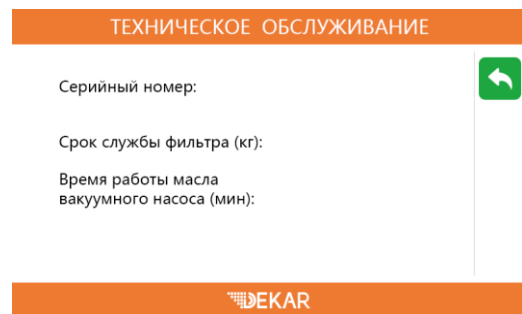 ТЕХНИЧЕСКОЕ ОБСЛУЖИВАНИЕ
Серийный номер:
Срок службы фильтра (кг):
Время работы масла
вакуумного насоса (мин):
DEKAR